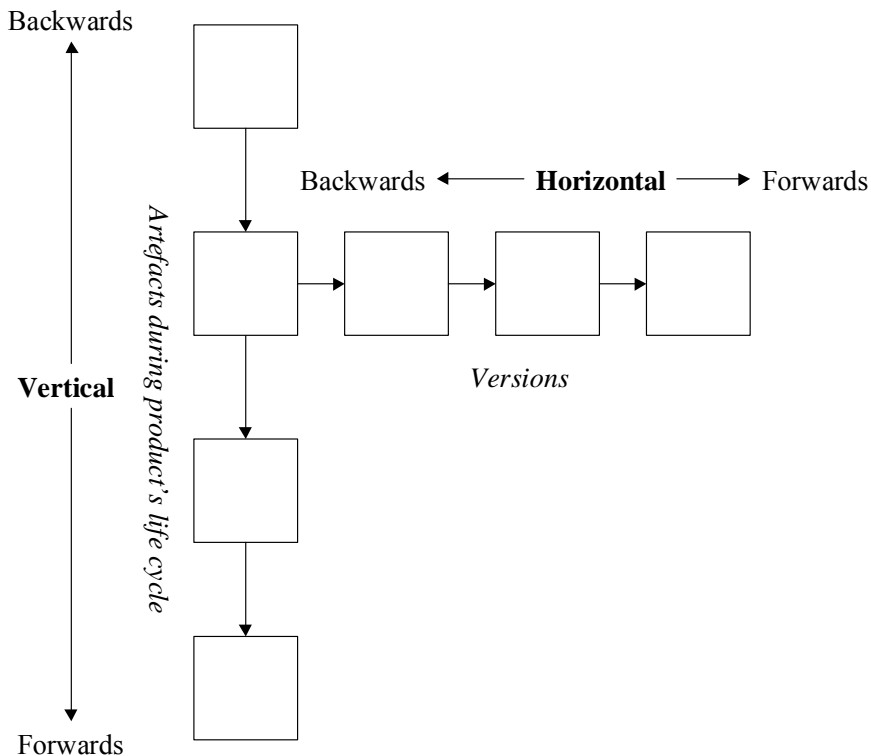 Backwards
Backwards Horizontal Forwards
Artefacts during product's life cycle
Vertical
Versions
Forwards